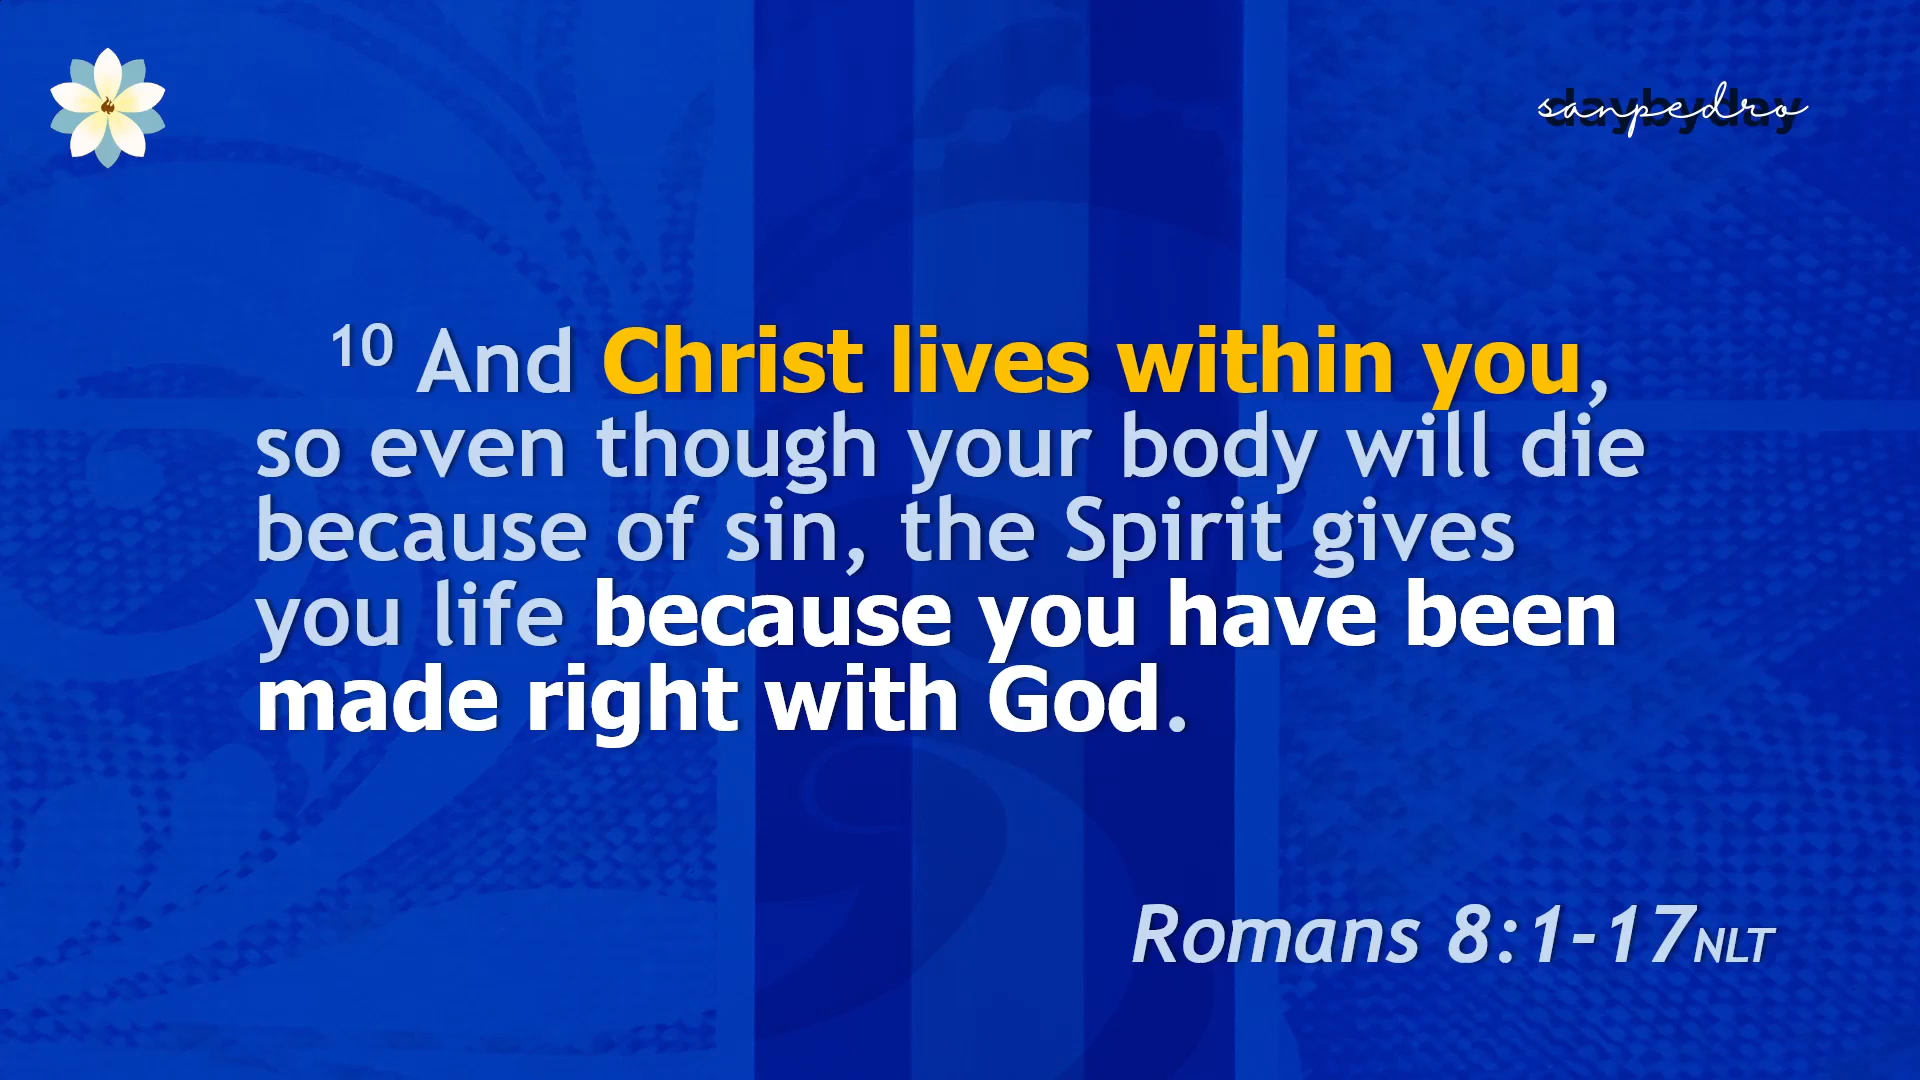 daybyday
sanpedro
10 And Christ lives within you,
so even though your body will die
because of sin, the Spirit gives
you life because you have been
made right with God.
Romans 8:1-17NLT